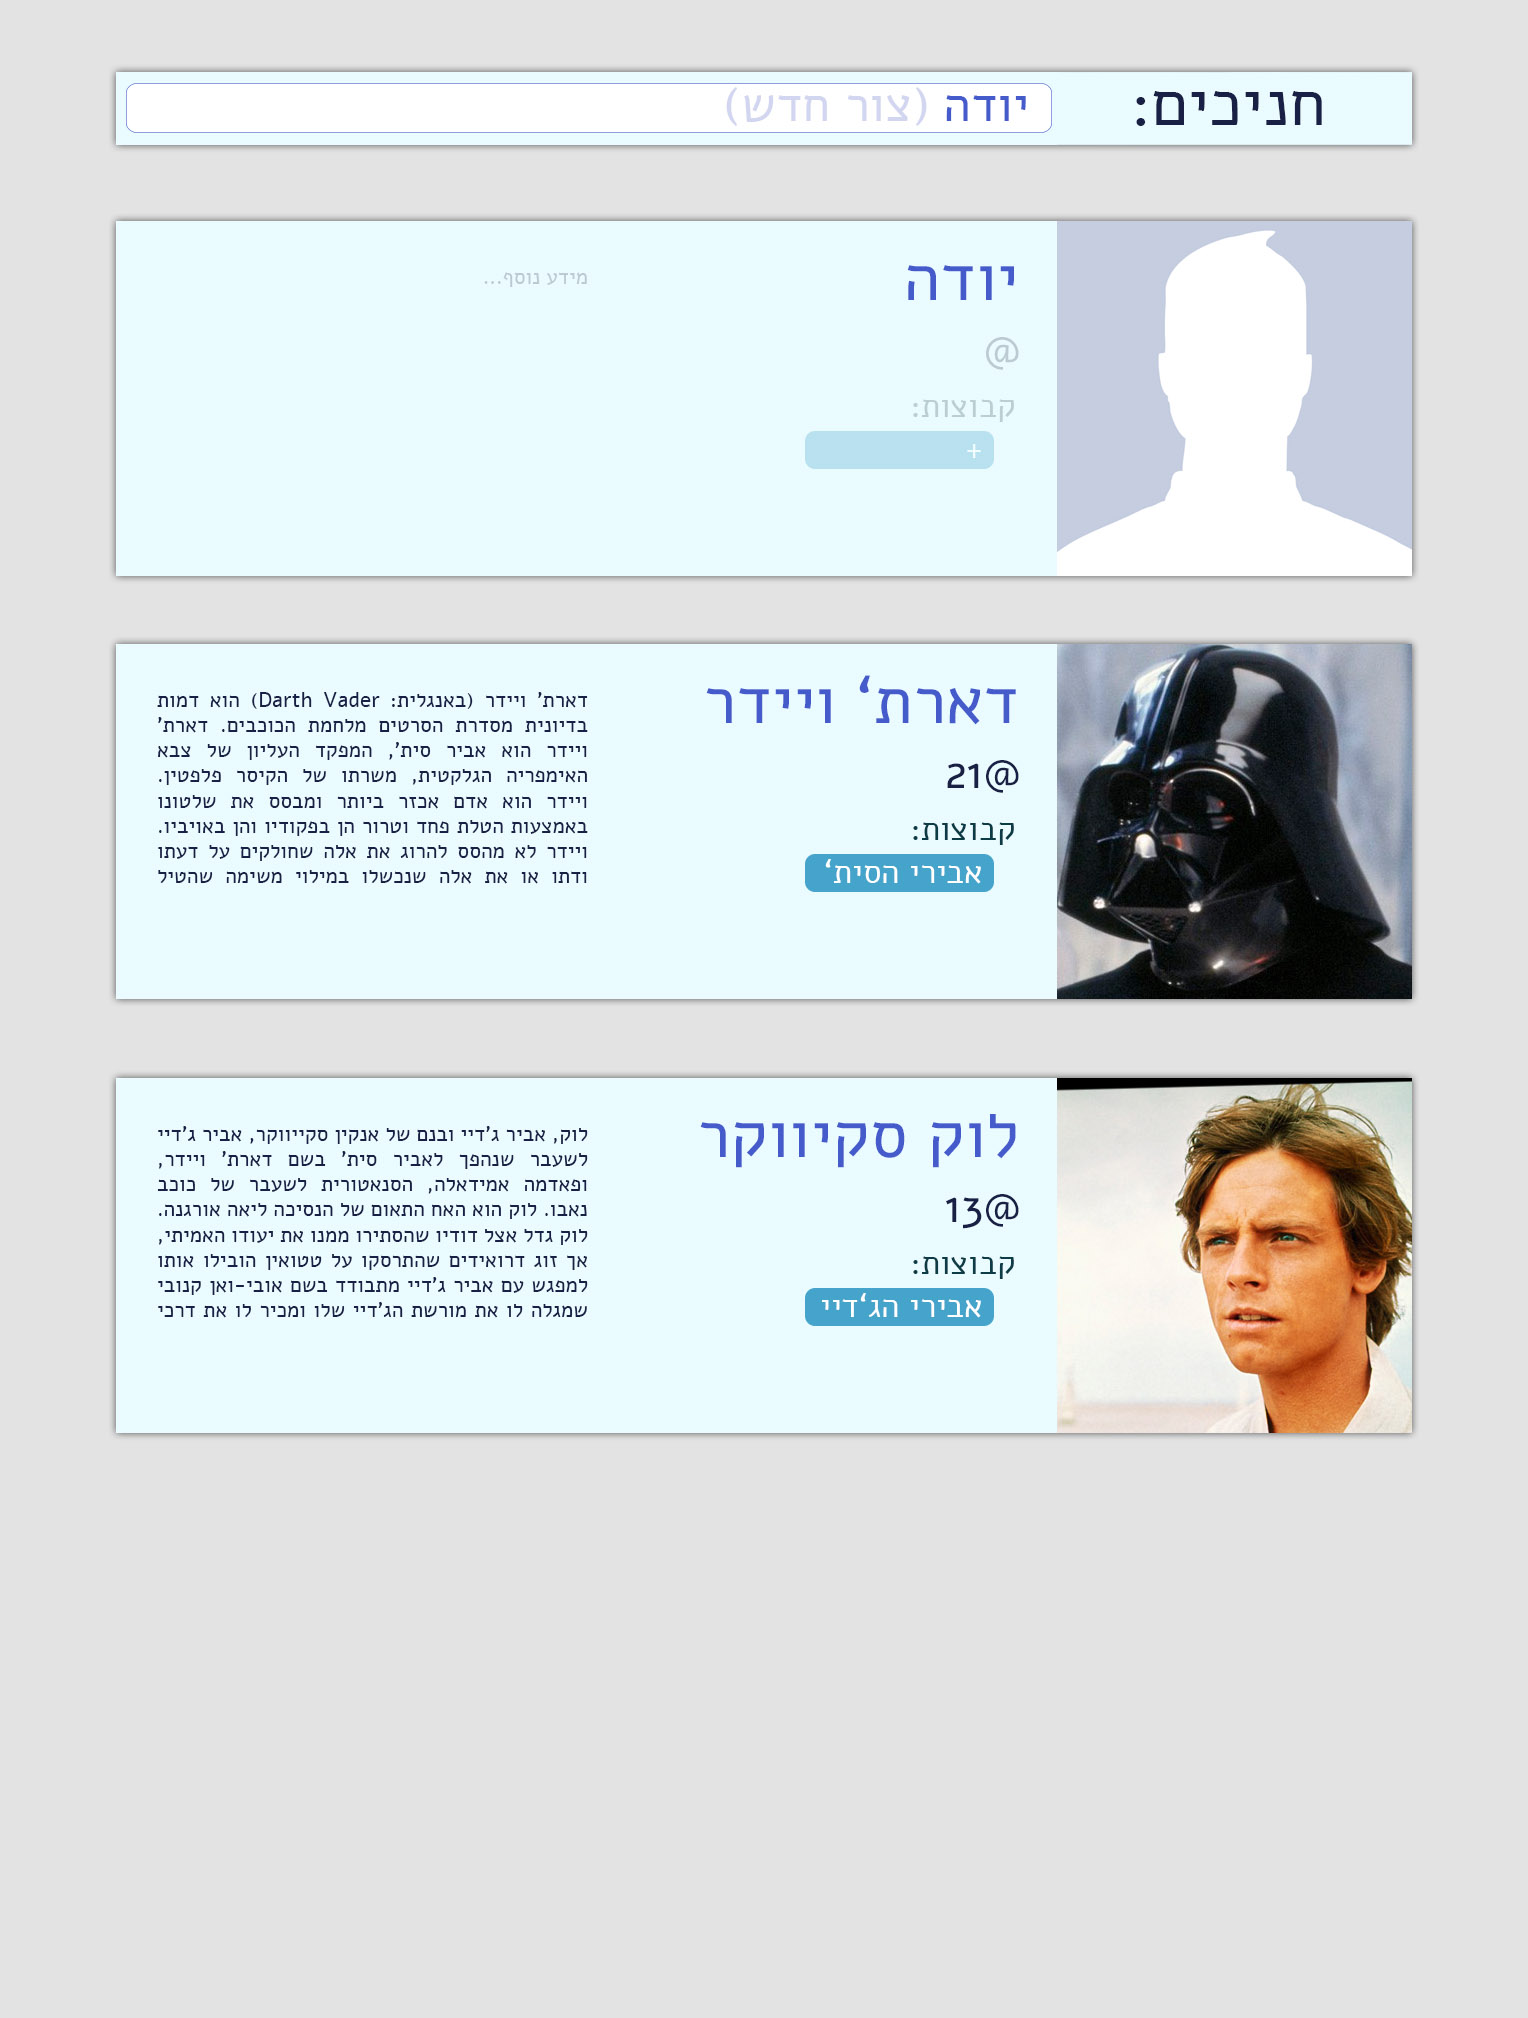 חניכים:
יודה (צור חדש)
יודה
@
קבוצות:
+
מידע נוסף...
דארת‘ ויידר
@21
קבוצות:
אבירי הסית‘
דארת’ ויידר (באנגלית: Darth Vader) הוא דמות
בדיונית מסדרת הסרטים מלחמת הכוכבים. דארת’
ויידר הוא אביר סית’, המפקד העליון של צבא
האימפריה הגלקטית, משרתו של הקיסר פלפטין.
ויידר הוא אדם אכזר ביותר ומבסס את שלטונו
באמצעות הטלת פחד וטרור הן בפקודיו והן באויביו.
ויידר לא מהסס להרוג את אלה שחולקים על דעתו
ודתו או את אלה שנכשלו במילוי משימה שהטיל
לוק סקיווקר
@13
קבוצות:
אבירי הג‘דיי
לוק, אביר ג’דיי ובנם של אנקין סקייווקר, אביר ג’דיי
לשעבר שנהפך לאביר סית’ בשם דארת’ ויידר,
ופאדמה אמידאלה, הסנאטורית לשעבר של כוכב
נאבו. לוק הוא האח התאום של הנסיכה ליאה אורגנה.
לוק גדל אצל דודיו שהסתירו ממנו את יעודו האמיתי,
אך זוג דרואידים שהתרסקו על טטואין הובילו אותו
למפגש עם אביר ג’דיי מתבודד בשם אובי-ואן קנובי
שמגלה לו את מורשת הג’דיי שלו ומכיר לו את דרכי